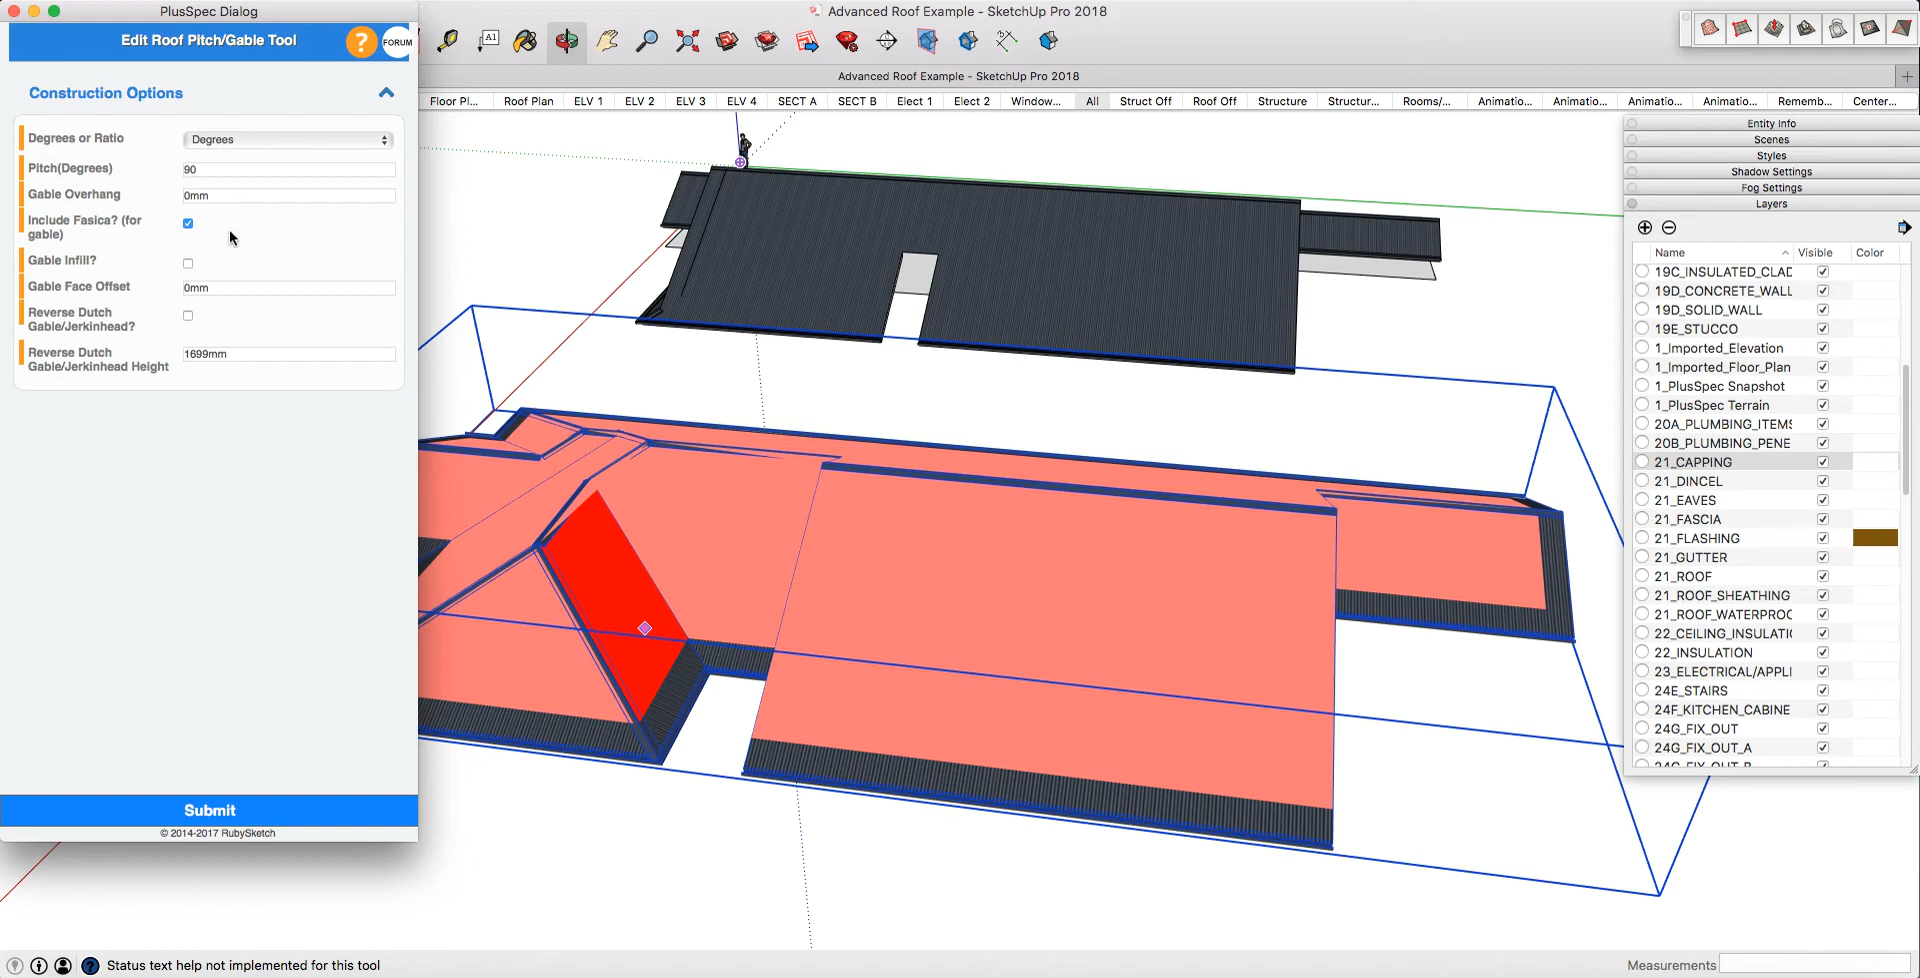 PlusSpec Dialog
Edit Roof Pitch/Gable Tool
?
FORUM
Construction Options
Degrees or Ratio
Degrees
Pitch(Degrees)
90
Gable Overhang
0mm
Include Fasica? (for
gable)
Gable Infill?
Gable Face Offset
0mm
Reverse Dutch
Gable/Jerkinhead?
Reverse Dutch
Gable/Jerkinhead Height
1699mm
Submit
© 2014-2017 RubySketch
Advanced Roof Example - SketchUp Pro 2018
A1
Advanced Roof Example - SketchUp Pro 2018
Floor Pl... Roof Plan ELV 1 ELV 2 ELV 3 ELV 4 SECT A SECT B Elect 1 Elect 2 Window... All Struct Off Roof Off Structure Structur... Rooms/... Animatio... Animatio... Animatio... Animatio... Rememb... Center...
Entity Info
Scenes
Styles
Shadow Settings
Fog Settings
Layers
Name Visible Color
19C_INSULATED_CLAD
19D_CONCRETE_WALL
19D_SOLID_WALL
19E_STUCCO
1_Imported_Elevation
1_Imported_Floor_Plan
1_PlusSpec Snapshot
1_PlusSpec Terrain
20A_PLUMBING_ITEMS
20B_PLUMBING_PENE
21_CAPPING
21_DINCEL
21_EAVES
21_FASCIA
21_FLASHING
21_GUTTER
21_ROOF
21_ROOF_SHEATHING
21_ROOF_WATERPROO
22_CEILING_INSULATI
22_INSULATION
23_ELECTRICAL/APPLI
24E_STAIRS
24F_KITCHEN_CABINE
24G_FIX_OUT
24G_FIX_OUT_A
24G_FIX_OUT_B
? Status text help not implemented for this tool
Measurements